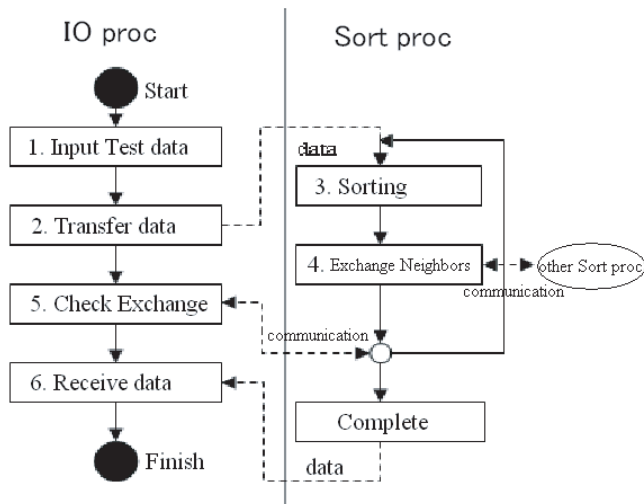 IO proc
Sort proc
Start
1. Input Test data
data
3. Sorting
2. Transfer data
4. Exchange Neighbors
other Sort proc
communication
5. Check Exchange
communication
6. Receive data
Complete
Finish
data